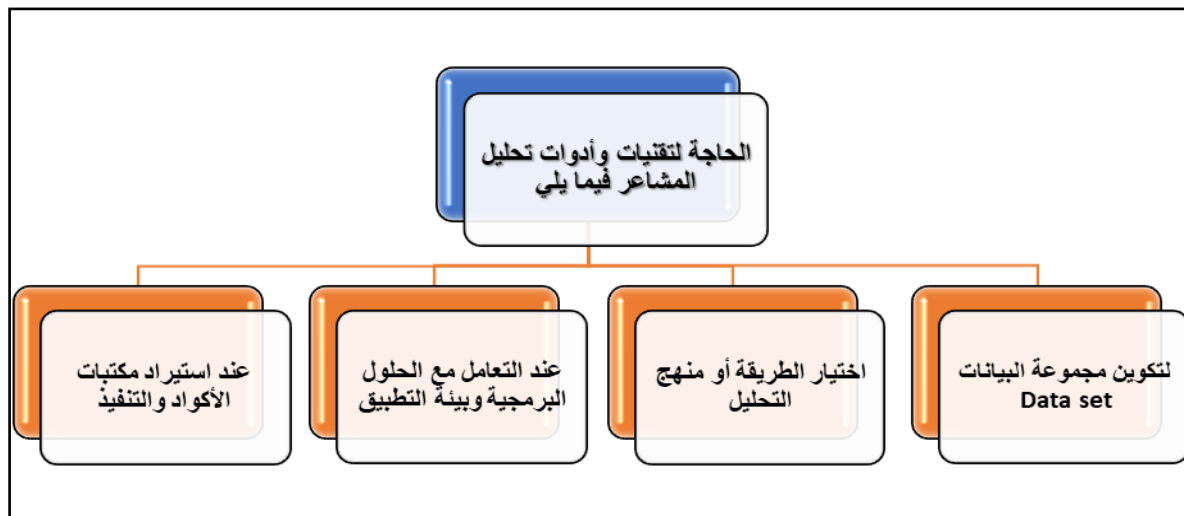 الحاجة لتقنيات وأدوات تحليل
المشاعر فيما يلي
لتكوين مجموعة البيانات
Data set
اختيار الطريقة أو منهج
التحليل
عند التعامل مع الحلول
البرمجية وبيئة التطبيق
عند استيراد مكتبات
الأكواد والتنفيذ